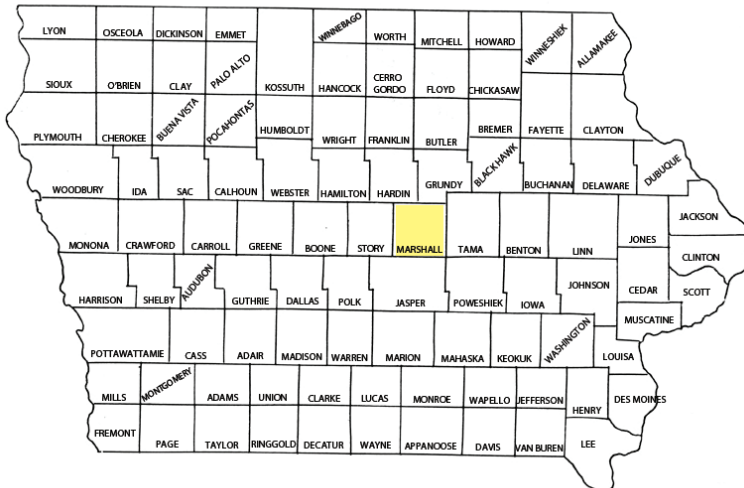 LYON OSCEOLA DICKINSON EMMET WINNEBAGO WORTH MITCHELL HOWARD WINNESHIEK ALLAMAKEE
SIOUX O'BRIEN CLAY PALO ALTO KOSSUTH HANCOCK CERRO GORDO FLOYD CHICKASAW
PLYMOUTH CHEROKEE BUENA VISTA POCAHONTAS HUMBOLDT WRIGHT FRANKLIN BUTLER BREMER FAYETTE CLAYTON
WOODBURY IDA SAC CALHOUN WEBSTER HAMILTON HARDIN GRUNDY BLACK HAWK BUCHANAN DELAWARE DUBUQUE
MONONA CRAWFORD CARROLL GREENE BOONE STORY MARSHALL TAMA BENTON LINN JONES JACKSON
CLINTON
HARRISON SHELBY AUDUBON GUTHRIE DALLAS POLK JASPER POWESHIEK IOWA JOHNSON CEDAR SCOTT
MUSCATINE
POTTAWATTAMIE CASS ADAIR MADISON WARREN MARION MAHASKA KEOKUK WASHINGTON LOUISA
MILLS MONTGOMERY ADAMS UNION CLARKE LUCAS MONROE WAPELLO JEFFERSON HENRY DES MOINES
FREMONT PAGE TAYLOR RINGGOLD DECATUR WAYNE APPANOOSE DAVIS VAN BUREN LEE